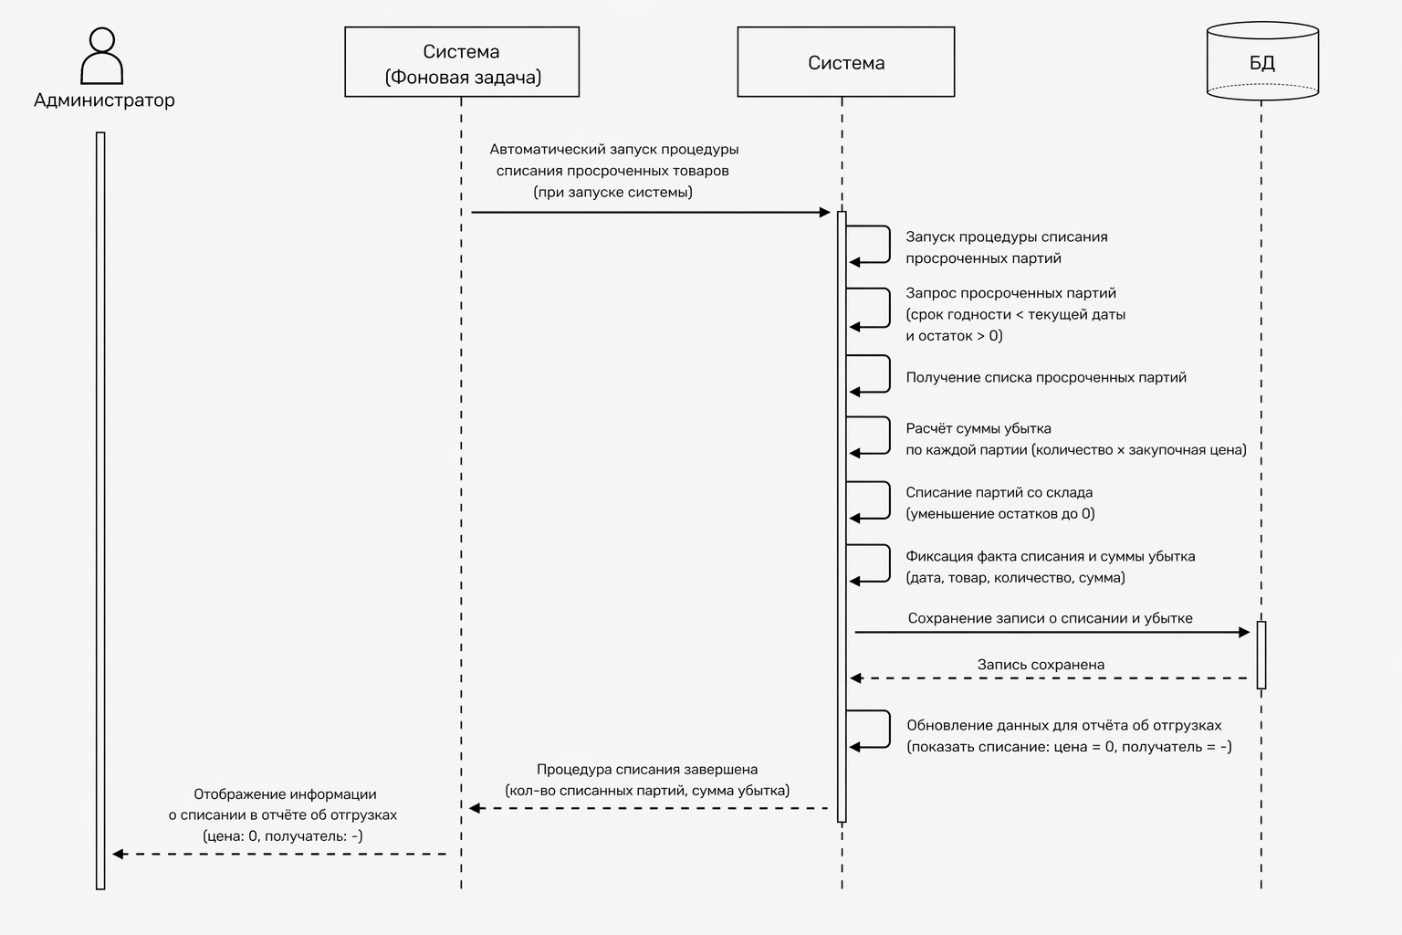 Администратор
Система
(Фоновая задача)
Система
БД
Автоматический запуск процедуры
списания просроченных товаров
(при запуске системы)
Запуск процедуры списания
просроченных партий
Запрос просроченных партий
(срок годности < текущей даты
и остаток > 0)
Получение списка просроченных партий
Расчёт суммы убытка
по каждой партии (количество × закупочная цена)
Списание партий со склада
(уменьшение остатков до 0)
Фиксация факта списания и суммы убытка
(дата, товар, количество, сумма)
Сохранение записи о списании и убытке
Запись сохранена
Обновление данных для отчёта об отгрузках
(показать списание: цена = 0, получатель = -)
Процедура списания завершена
(кол-во списанных партий, сумма убытка)
Отображение информации
о списании в отчёте об отгрузках
(цена: 0, получатель: -)